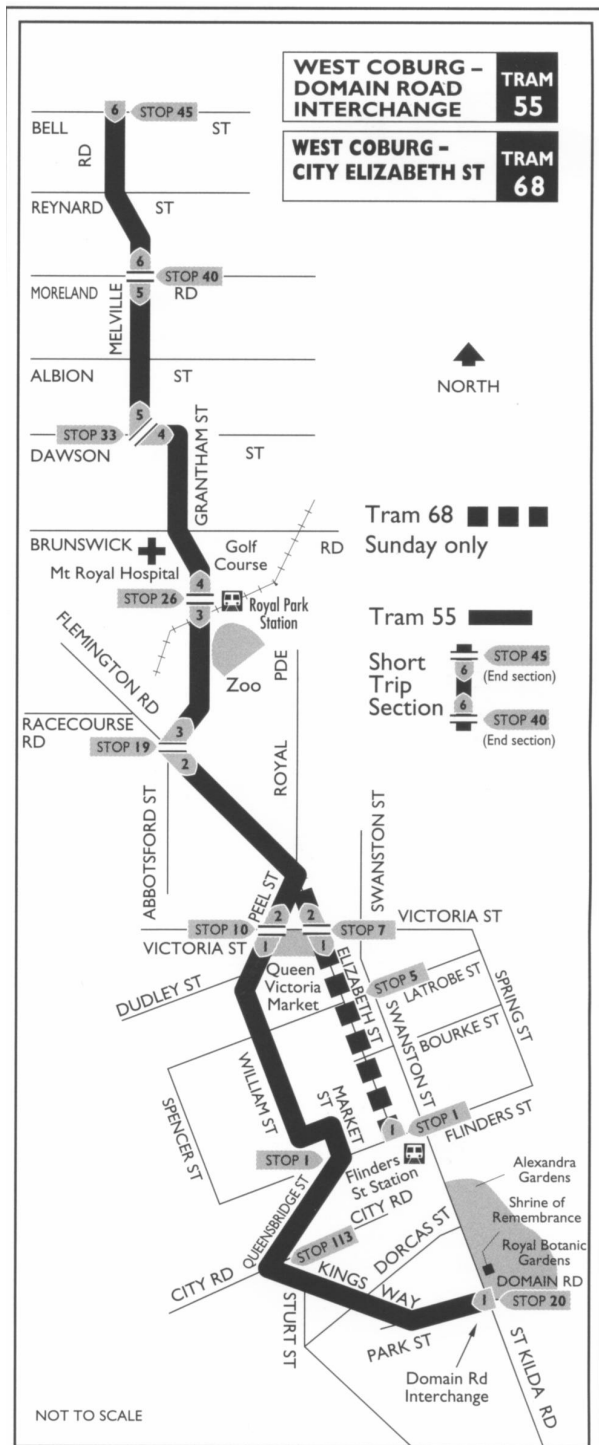 WEST COBURG –
DOMAIN ROAD
INTERCHANGE
TRAM
55
WEST COBURG –
CITY ELIZABETH ST
TRAM
68
6
STOP 45
BELL
ST
RD
REYNARD
ST
6
STOP 40
MORELAND
RD
5
MELVILLE
ALBION
ST
NORTH
5
STOP 33
4
DAWSON
ST
GRANTHAM ST
Tram 68
Sunday only
BRUNSWICK
RD
Golf
Course
Mt Royal Hospital
4
STOP 26
3
Royal Park
Station
Tram 55
Short
Trip
Section
STOP 45
6
(End section)
6
STOP 40
(End section)
FLEMINGTON RD
Zoo
PDE
ROYAL
RACECOURSE
RD
3
STOP 19
2
ABBOTSFORD ST
SWANSTON ST
PEEL ST
STOP 10
2
2
STOP 7
VICTORIA ST
VICTORIA ST
1
1
Queen
Victoria
Market
ELIZABETH ST
STOP 5
LATROBE ST
SPRING ST
DUDLEY ST
SWANSTON ST
BOURKE ST
WILLIAM ST
MARKET
ST
SPENCER ST
1
STOP 1
FLINDERS ST
STOP 1
Flinders
St Station
Alexandra
Gardens
QUEENSBRIDGE ST
CITY RD
Shrine of
Remembrance
STOP 113
DORCAS ST
Royal Botanic
Gardens
CITY RD
KINGS WAY
DOMAIN RD
1
STOP 20
STURT ST
PARK ST
ST KILDA RD
Domain Rd
Interchange
NOT TO SCALE